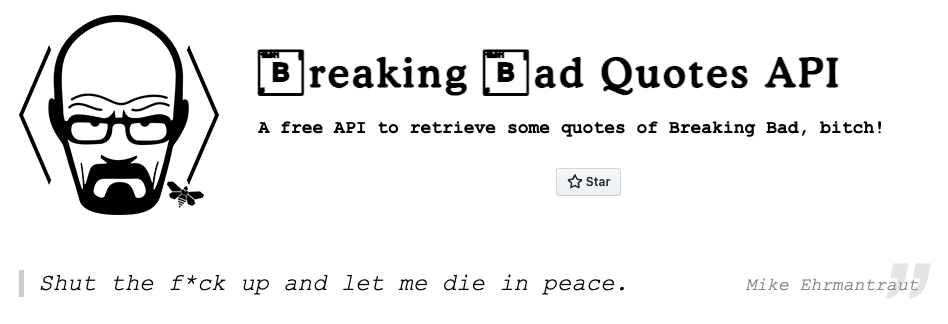 Breaking Bad Quotes API
A free API to retrieve some quotes of Breaking Bad, bitch!
Star
Shut the f*ck up and let me die in peace.
Mike Ehrmantraut